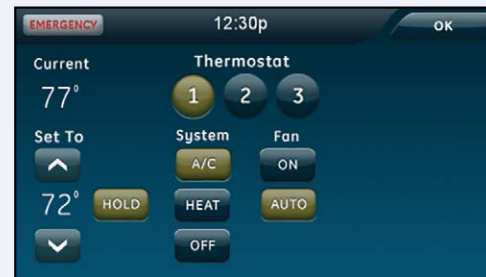 EMERGENCY 12:30p OK
Current Thermostat
77° 1 2 3
Set To System Fan
A/C ON
72° HOLD HEAT AUTO
OFF